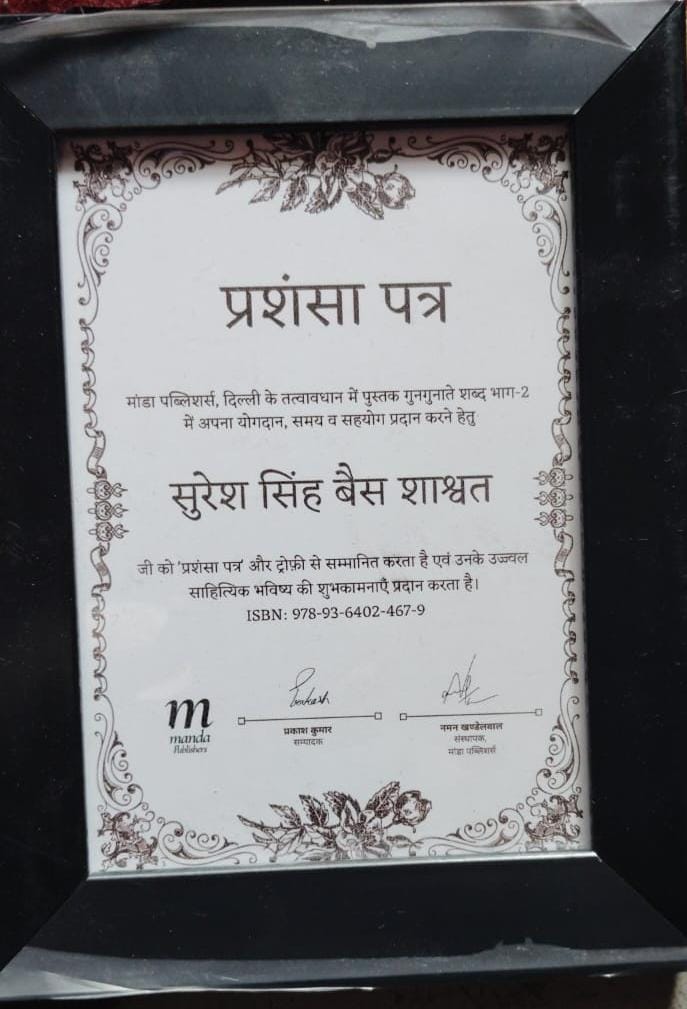 प्रशंसा पत्र
मांडा पब्लिशर्स, दिल्ली के तत्वावधान में पुस्तक गुनगुनाते शब्द भाग-2
में अपना योगदान, समय व सहयोग प्रदान करने हेतु
सुरेश सिंह बैस शाश्वत
जी को 'प्रशंसा पत्र' और ट्रोफ़ी से सम्मानित करता है एवं उनके उज्ज्वल
साहित्यिक भविष्य की शुभकामनाएँ प्रदान करता है।
ISBN: 978-93-6402-467-9
m
manda
Publishers
प्रकाश कुमार
सम्पादक
नमन खण्डेलवाल
संस्थापक,
मांडा पब्लिशर्स